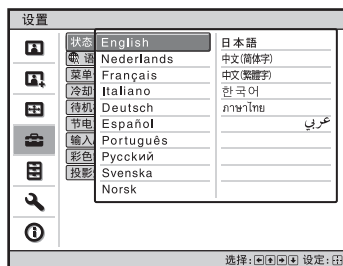 设置
状态
语
菜单
冷却
待机
节电
输入
彩色
投影
English
Nederlands
Français
Italiano
Deutsch
Español
Português
Русский
Svenska
Norsk
日本語
中文(简体字)
中文(繁體字)
한국어
ภาษาไทย
عربي
选择: 设定: